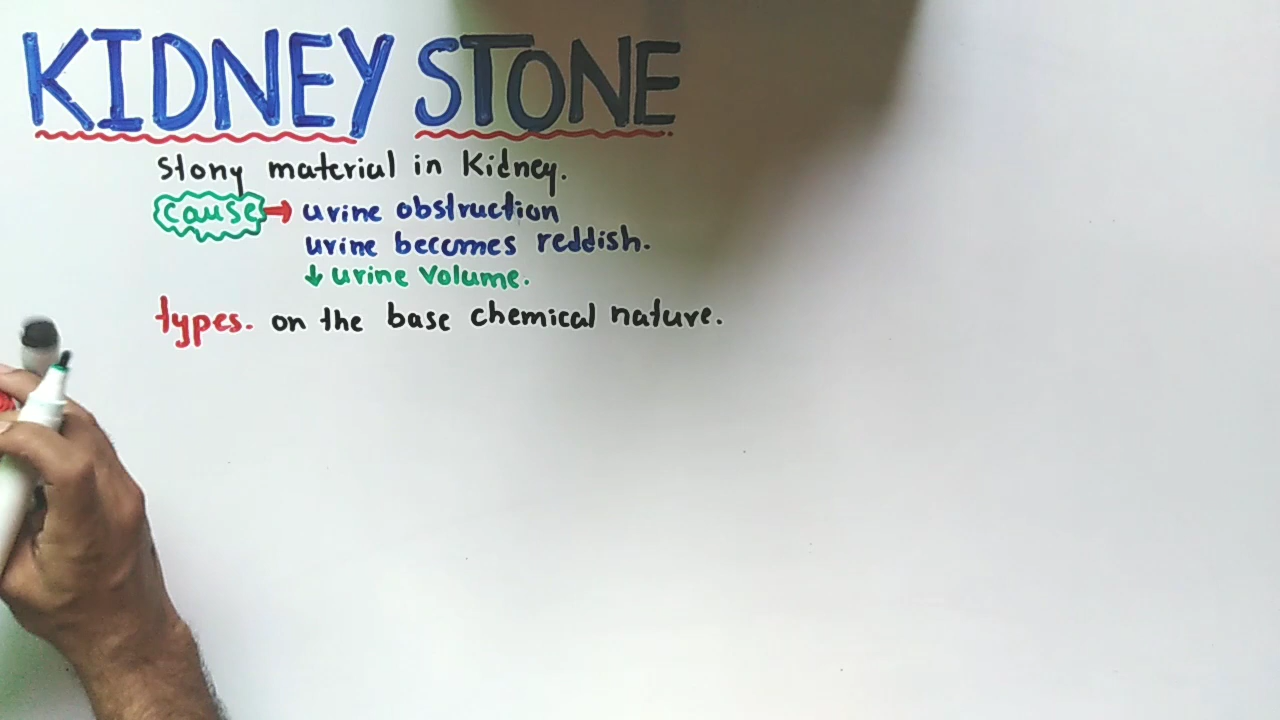 KIDNEY STONE
Stony material in Kidney.
cause → urine obstruction
urine becomes reddish.
↓ urine volume.
types. on the base chemical nature.